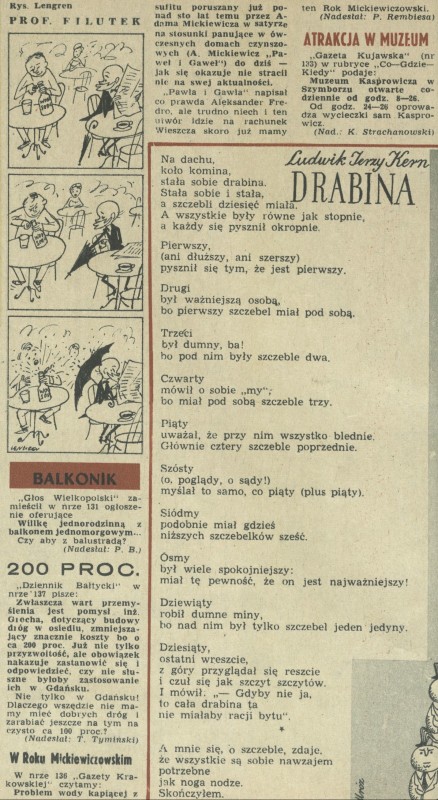 Rys. Lengren
PROF. FILUTEK
LENGREN
BALKONIK
„Głos Wielkopolski" za-
mieścił w nrze 131 ogłosze-
nie oferujące
Willkę jednorodzinną z
balkonem jednomorgowym...
Czy aby z balustradą?
(Nadesłał: P. B.)
200 PROC.
„Dziennik Bałtycki" w
nrze 137 pisze:
Zwłaszcza wart przemy-
ślenia jest pomysł inż.
Głocha, dotyczący budowy
dróg w osiedlu, zmniejsza-
jący znacznie koszty bo o
ca 200 proc. Już nie tylko
przyzwoitość, ale obowiązek
nakazuje zastanowić się i
odpowiedzieć, czy nie słu-
szne byłoby zastosowanie
ich w Gdańsku.
Nie tylko w Gdańsku!
Dlaczego wszędzie nie ma-
my mieć dobrych dróg i
zarabiać jeszcze na tym na
czysto ca 100 proc.?
(Nadesłał: T. Tymiński)
W Roku Mickiewiczowskim
W nrze 136 „Gazety Kra-
kowskiej" czytamy:
Problem wody kapiącej z
sufitu poruszany już po-
nad sto lat temu przez A-
dama Mickiewicza w satyrze
na stosunki panujące w ów-
czesnych domach czynszo-
wych (A. Mickiewicz „Pa-
weł i Gaweł") do dziś —
jak się okazuje nie stracił
nic na swej aktualności.
„Pawła i Gawła" napisał
co prawda Aleksander Fre-
dro, ale trudno niech i ten
utwór idzie na rachunek
Wieszcza skoro już mamy
ten Rok Mickiewiczowski.
(Nadesłał: P. Rembiesa)
ATRAKCJA W MUZEUM
„Gazeta Kujawska" (nr
133) w rubryce „Co—Gdzie—
Kiedy" podaje:
Muzeum Kasprowicza w
Szymborzu otwarte co-
dziennie od godz. 8—26.
Od godz. 24—26 oprowa-
dza wycieczki sam Kaspro-
wicz.
(Nad.: K. Strachanowski)
Ludwik Jerzy Kern
DRABINA
Na dachu,
koło komina,
stała sobie drabina.
Stała sobie i stała,
a szczebli dziesięć miała.
A wszystkie były równe jak stopnie,
a każdy się pysznił okropnie.
Pierwszy,
(ani dłuższy, ani szerszy)
pysznił się tym, że jest pierwszy.
Drugi
był ważniejszą osobą,
bo pierwszy szczebel miał pod sobą.
Trzeci
był dumny, ba!
bo pod nim były szczeble dwa.
Czwarty
mówił o sobie „my",
bo miał pod sobą szczeble trzy.
Piąty
uważał, że przy nim wszystko blednie.
Głównie cztery szczeble poprzednie.
Szósty
(o, poglądy, o sądy!)
myślał to samo, co piąty (plus piąty).
Siódmy
podobnie miał gdzieś
niższych szczebelków sześć.
Ósmy
był wiele spokojniejszy:
miał tę pewność, że on jest najważniejszy!
Dziewiąty
robił dumne miny,
bo nad nim był tylko szczebel jeden jedyny.
Dziesiąty,
ostatni wreszcie,
z góry przyglądał się reszcie
i czuł się jak szczyt szczytów.
I mówił. „— Gdyby nie ja,
to cała drabina ta
nie miałaby racji bytu".
*
A mnie się, o szczeble, zdaje,
że wszystkie są sobie nawzajem
potrzebne
jak noga nodze.
Skończyłem.